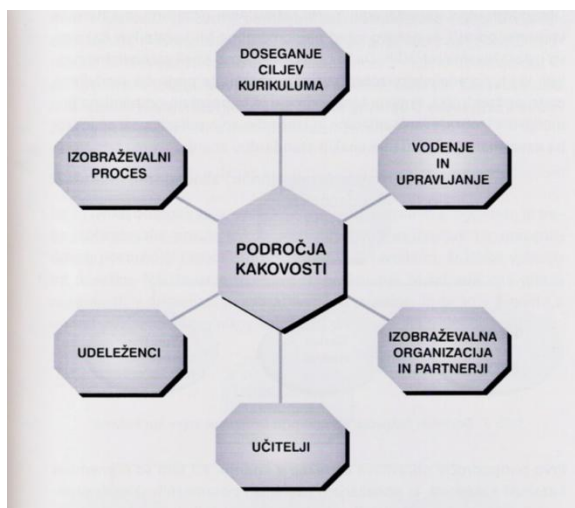 DOSEGANJE
CILJEV
KURIKULUMA
IZOBRAŽEVALNI
PROCES
VODENJE
IN
UPRAVLJANJE
PODROČJA
KAKOVOSTI
UDELEŽENCI
IZOBRAŽEVALNA
ORGANIZACIJA
IN PARTNERJI
UČITELJI